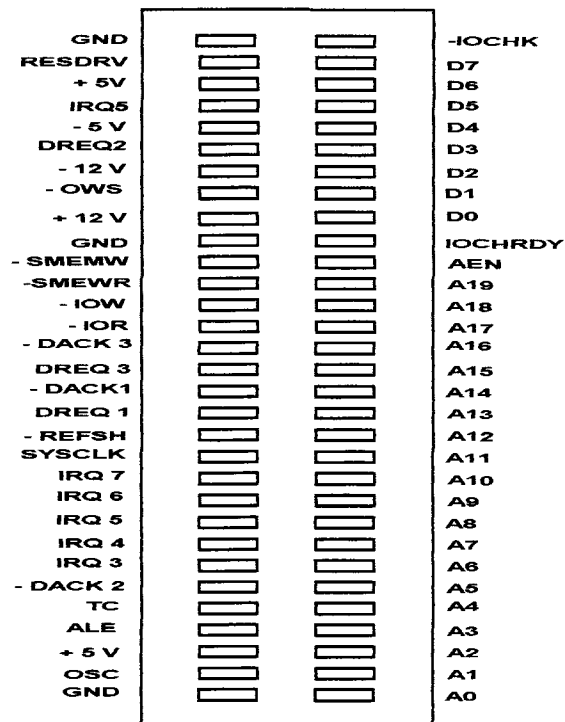 GND -IOCHK
RESDRV D7
+ 5V D6
IRQ5 D5
- 5 V D4
DREQ2 D3
- 12 V D2
- OWS D1
+ 12 V D0
GND IOCHRDY
- SMEMW AEN
-SMEWR A19
- IOW A18
- IOR A17
- DACK 3 A16
DREQ 3 A15
- DACK1 A14
DREQ 1 A13
- REFSH A12
SYSCLK A11
IRQ 7 A10
IRQ 6 A9
IRQ 5 A8
IRQ 4 A7
IRQ 3 A6
- DACK 2 A5
TC A4
ALE A3
+ 5 V A2
OSC A1
GND A0